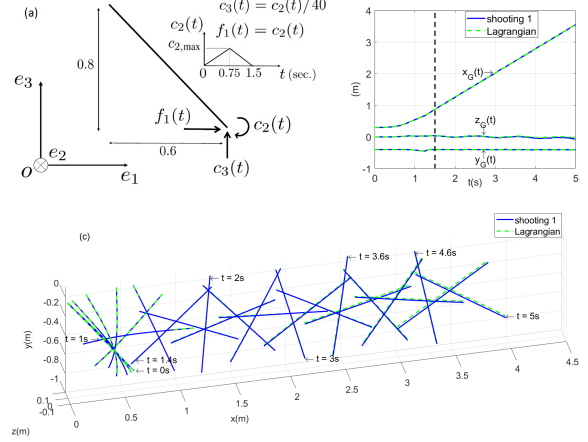 (a)
c₃(t) = c₂(t)/40
c₂(t)
f₁(t) = c₂(t)
c₂,max
0
0.75
1.5
t (sec.)
0.8
e₃
f₁(t)
c₂(t)
e₂
0.6
o
e₁
c₃(t)
shooting 1
Lagrangian
4
3
2
1
0
-1
(m)
x_G(t)
z_G(t)
y_G(t)
0 1 2 3 4 5
t(s)
(c)
shooting 1
Lagrangian
0
-0.2
-0.4
-0.6
-0.8
-1
y(m)
0.1
0
-0.1
z(m)
t = 2s
t = 3.6s
t = 4.6s
t = 1s
t = 5s
t = 1.4s
t = 0s
t = 3s
0 0.5 1 1.5 2 2.5 3 3.5 4 4.5
x(m)